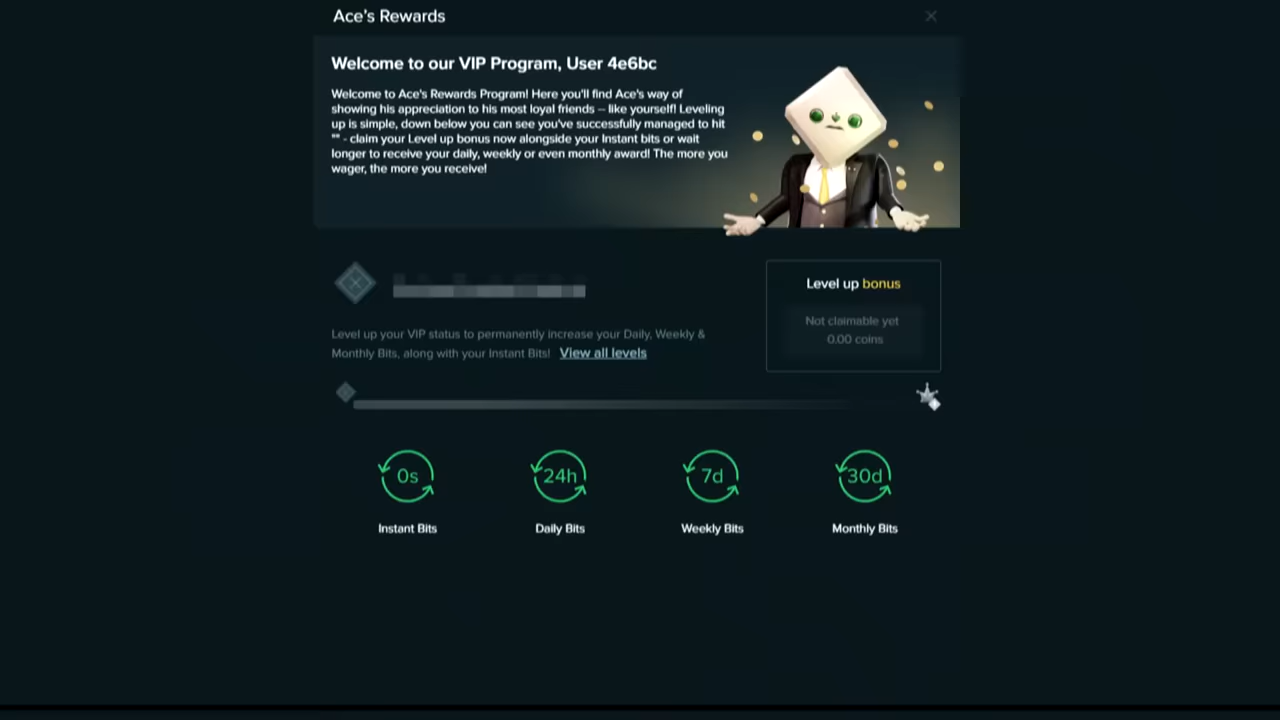 Ace's Rewards
Welcome to our VIP Program, User 4e6bc
Welcome to Ace's Rewards Program! Here you'll find Ace's way of
showing his appreciation to his most loyal friends – like yourself! Leveling
up is simple, down below you can see you've successfully managed to hit
"" - claim your Level up bonus now alongside your Instant bits or wait
longer to receive your daily, weekly or even monthly award! The more you
wager, the more you receive!
Level up your VIP status to permanently increase your Daily, Weekly &
Monthly Bits, along with your Instant Bits! View all levels
Level up bonus
Not claimable yet
0.00 coins
0s
24h
7d
30d
Instant Bits
Daily Bits
Weekly Bits
Monthly Bits